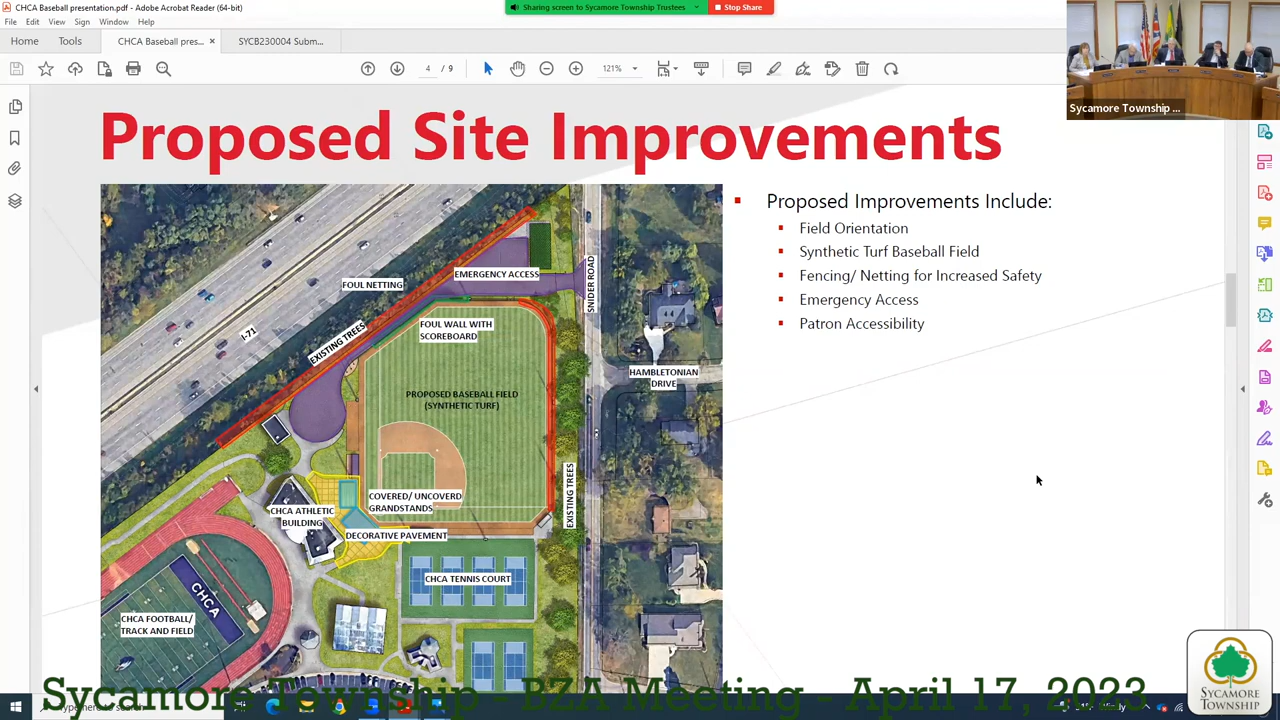 CHCA Baseball presentation.pdf - Adobe Acrobat Reader (64-bit)
Sharing screen to Sycamore Township Trustees
Stop Share
File Edit View Sign Window Help
Home Tools CHCA Baseball pres... × SYCB230004 Subm...
4 / 9 121%
Sycamore Township ...
Proposed Site Improvements
Proposed Improvements Include:
Field Orientation
Synthetic Turf Baseball Field
Fencing/ Netting for Increased Safety
Emergency Access
Patron Accessibility
EMERGENCY ACCESS
FOUL NETTING
SNIDER ROAD
I-71
EXISTING TREES
FOUL WALL WITH
SCOREBOARD
HAMBLETONIAN
DRIVE
PROPOSED BASEBALL FIELD
(SYNTHETIC TURF)
EXISTING TREES
COVERED/ UNCOVERD
GRANDSTANDS
CHCA ATHLETIC
BUILDING
DECORATIVE PAVEMENT
CHCA TENNIS COURT
CHCA
CHCA FOOTBALL/
TRACK AND FIELD
Sycamore Township - BZA Meeting - April 17, 2023
SYCAMORE
TOWNSHIP